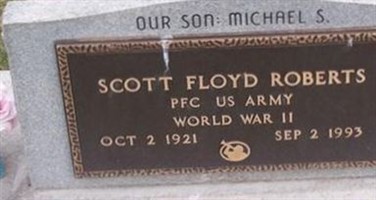 OUR SON: MICHAEL S.
SCOTT FLOYD ROBERTS
PFC US ARMY
WORLD WAR II
OCT 2 1921 SEP 2 1993